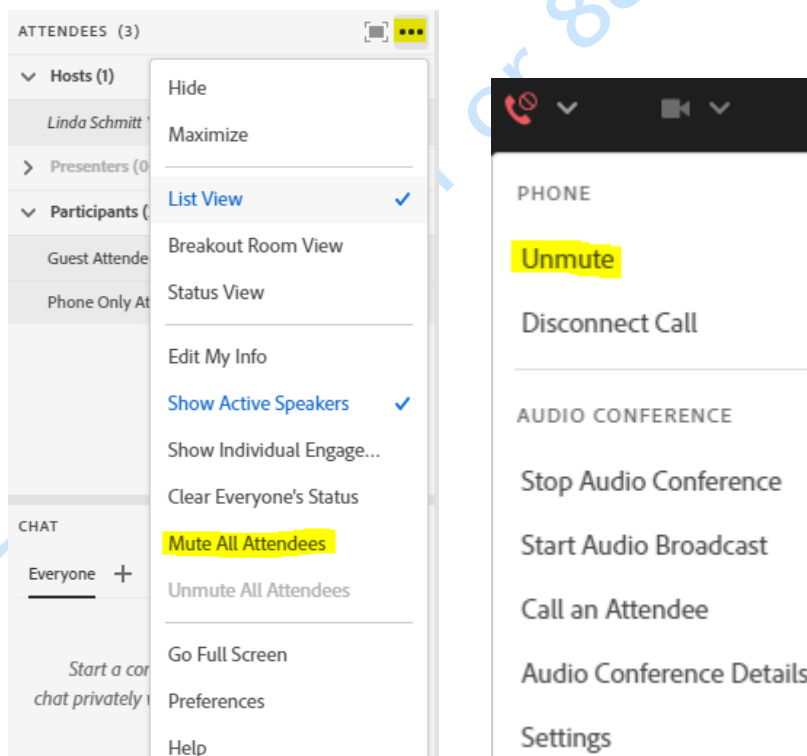 ATTENDEES (3)
Hosts (1)
Linda Schmitt
Presenters (0
Participants (
Guest Attende
Phone Only At
CHAT
Everyone
Start a cor
chat privately
Hide
Maximize
List View
Breakout Room View
Status View
Edit My Info
Show Active Speakers
Show Individual Engage...
Clear Everyone's Status
Mute All Attendees
Unmute All Attendees
Go Full Screen
Preferences
Help
PHONE
Unmute
Disconnect Call
AUDIO CONFERENCE
Stop Audio Conference
Start Audio Broadcast
Call an Attendee
Audio Conference Details
Settings